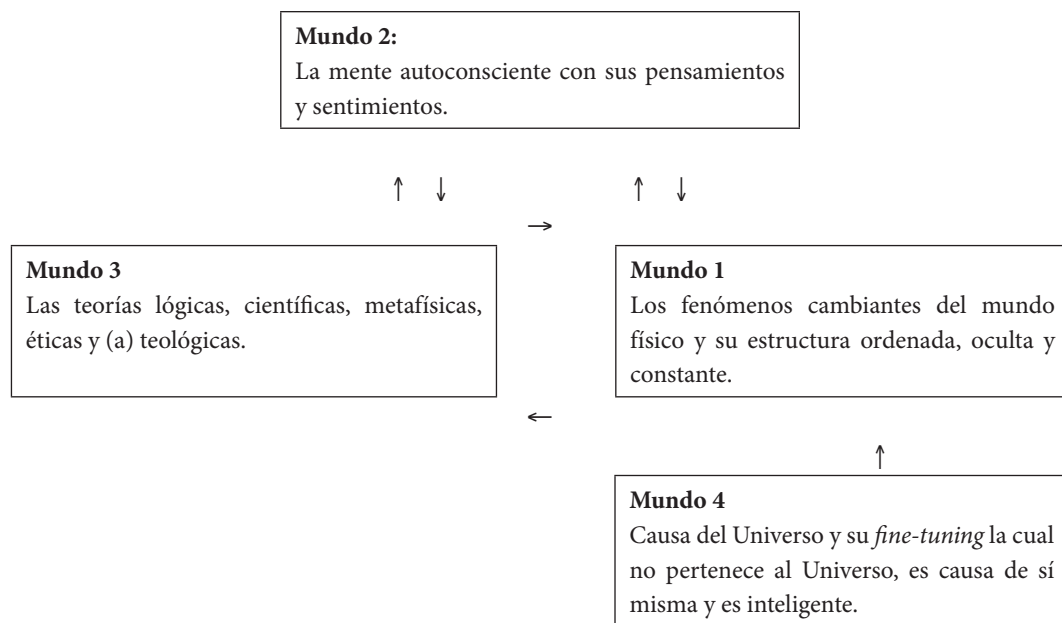 Mundo 2:
La mente autoconsciente con sus pensamientos
y sentimientos.
↑ ↓ ↑ ↓
→
Mundo 3
Las teorías lógicas, científicas, metafísicas,
éticas y (a) teológicas.
Mundo 1
Los fenómenos cambiantes del mundo
físico y su estructura ordenada, oculta y
constante.
←
↑
Mundo 4
Causa del Universo y su fine-tuning la cual
no pertenece al Universo, es causa de sí
misma y es inteligente.